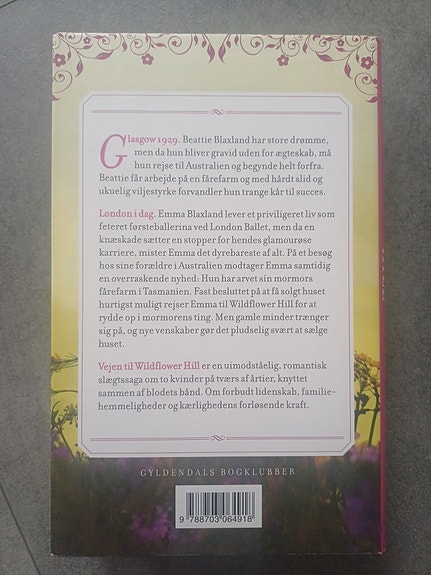 Glasgow 1929. Beattie Blaxland har store drømme,
men da hun bliver gravid uden for ægteskab, må
hun rejse til Australien og begynde helt forfra.
Beattie får arbejde på en fårefarm og med hårdt slid og
ukuelig viljestyrke forvandler hun trange kår til succes.
London i dag. Emma Blaxland lever et priviligeret liv som
feteret førsteballerina ved London Ballet, men da en
knæskade sætter en stopper for hendes glamourøse
karriere, mister Emma det dyrebareste af alt. På et besøg
hos sine forældre i Australien modtager Emma samtidig
en overraskende nyhed: Hun har arvet sin mormors
fårefarm i Tasmanien. Fast besluttet på at få solgt huset
hurtigst muligt rejser Emma til Wildflower Hill for at
rydde op i mormorens ting. Men gamle minder trænger
sig på, og nye venskaber gør det pludselig svært at sælge
huset.
Vejen til Wildflower Hill er en uimodståelig, romantisk
slægtssaga om to kvinder på tværs af årtier, knyttet
sammen af blodets bånd. Om forbudt lidenskab, familie-
hemmeligheder og kærlighedens forløsende kraft.
GYLDENDALS BOGKLUBBER
9 788703 064918